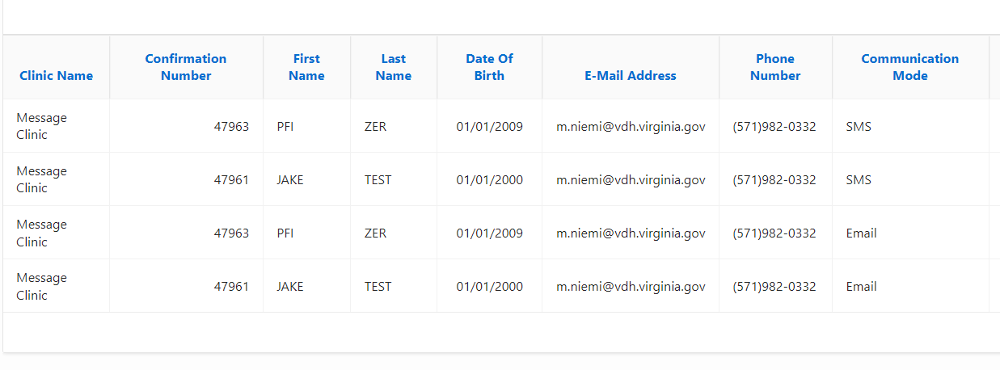 Clinic Name Confirmation Number First Name Last Name Date Of Birth E-Mail Address Phone Number Communication Mode
Message Clinic 47963 PFI ZER 01/01/2009 m.niemi@vdh.virginia.gov (571)982-0332 SMS
Message Clinic 47961 JAKE TEST 01/01/2000 m.niemi@vdh.virginia.gov (571)982-0332 SMS
Message Clinic 47963 PFI ZER 01/01/2009 m.niemi@vdh.virginia.gov (571)982-0332 Email
Message Clinic 47961 JAKE TEST 01/01/2000 m.niemi@vdh.virginia.gov (571)982-0332 Email